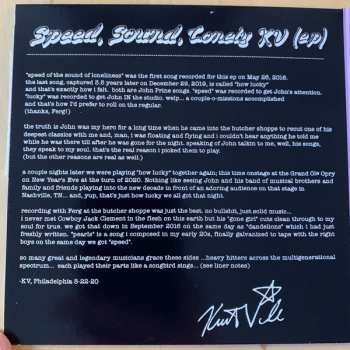 Speed, Sound, Lonely KV (ep)
"speed of the sound of loneliness" was the first song recorded for this ep on May 26, 2016.
the last song, captured 3.5 years later on December 29, 2019, is called "how lucky"
and that's exactly how i felt. both are John Prine songs. "speed" was recorded to get John's attention.
"lucky" was recorded to get John IN the studio. welp... a couple o-missions accomplished
and that's how I'd prefer to roll on the regular.
(thanks, Ferg!)
the truth is John was my hero for a long time when he came into the butcher shoppe to recut one of his
deepest classics with me and, man, i was floating and flying and i couldn't hear anything he told me
while he was there till after he was gone for the night. speaking of John talkin to me, well, his songs,
they speak to my soul. that's the real reason i picked them to play.
(but the other reasons are real as well.)
a couple nights later we were playing "how lucky" together again; this time onstage at the Grand Ole Opry
on New Year's Eve at the turn of 2020. Nothing like seeing John and his band of musical brothers and
family and friends playing into the new decade in front of an adoring audience on that stage in
Nashville, TN... and, yup, that's just how lucky we all got that night.
recording with Ferg at the butcher shoppe was just the best. no bullshit, just solid music...
i never met Cowboy Jack Clement in the flesh on this earth but his "gone girl" cuts clean through to my
soul for true. we got that down in September 2016 on the same day as "dandelions" which i had just
freshly written. "pearls" is a song i composed in my early 20s, finally galvanized to tape with the right
boys on the same day we got "speed".
so many great and legendary musicians grace these sides ...heavy hitters across the multigenerational
spectrum... each played their parts like a songbird sings... (see liner notes)
-KV, Philadelphia 8-22-20
Kurt Vile